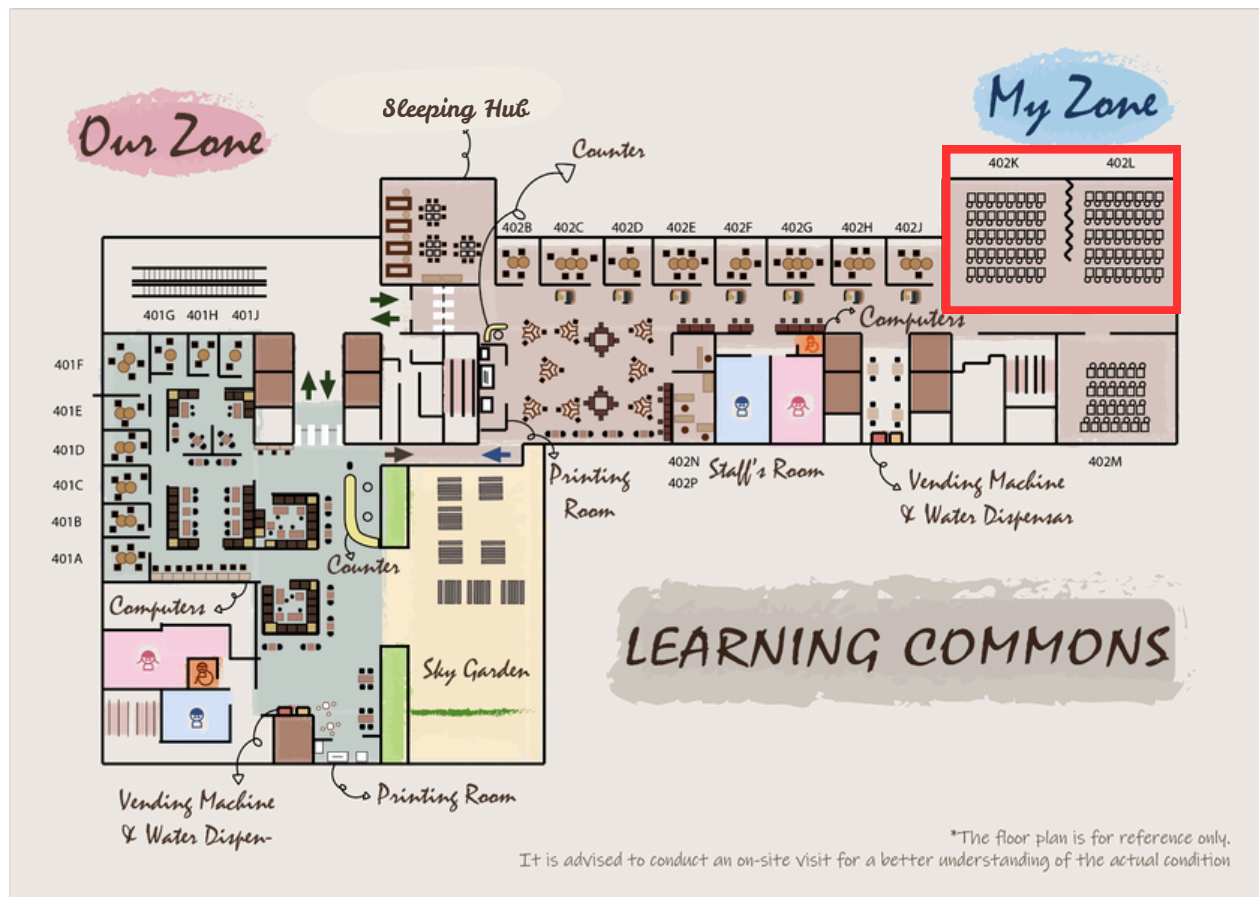 Our Zone
Sleeping Hub
My Zone
Counter
402K
402L
402B
402C
402D
402E
402F
402G
402H
402J
401G
401H
401J
Computers
401F
401E
401D
401C
401B
401A
402N
402P
Staff's Room
402M
Printing
Room
Vending Machine
& Water Dispensar
Counter
Computers
Sky Garden
LEARNING COMMONS
Vending Machine
& Water Dispen-
Printing Room
*The floor plan is for reference only.
It is advised to conduct an on-site visit for a better understanding of the actual condition